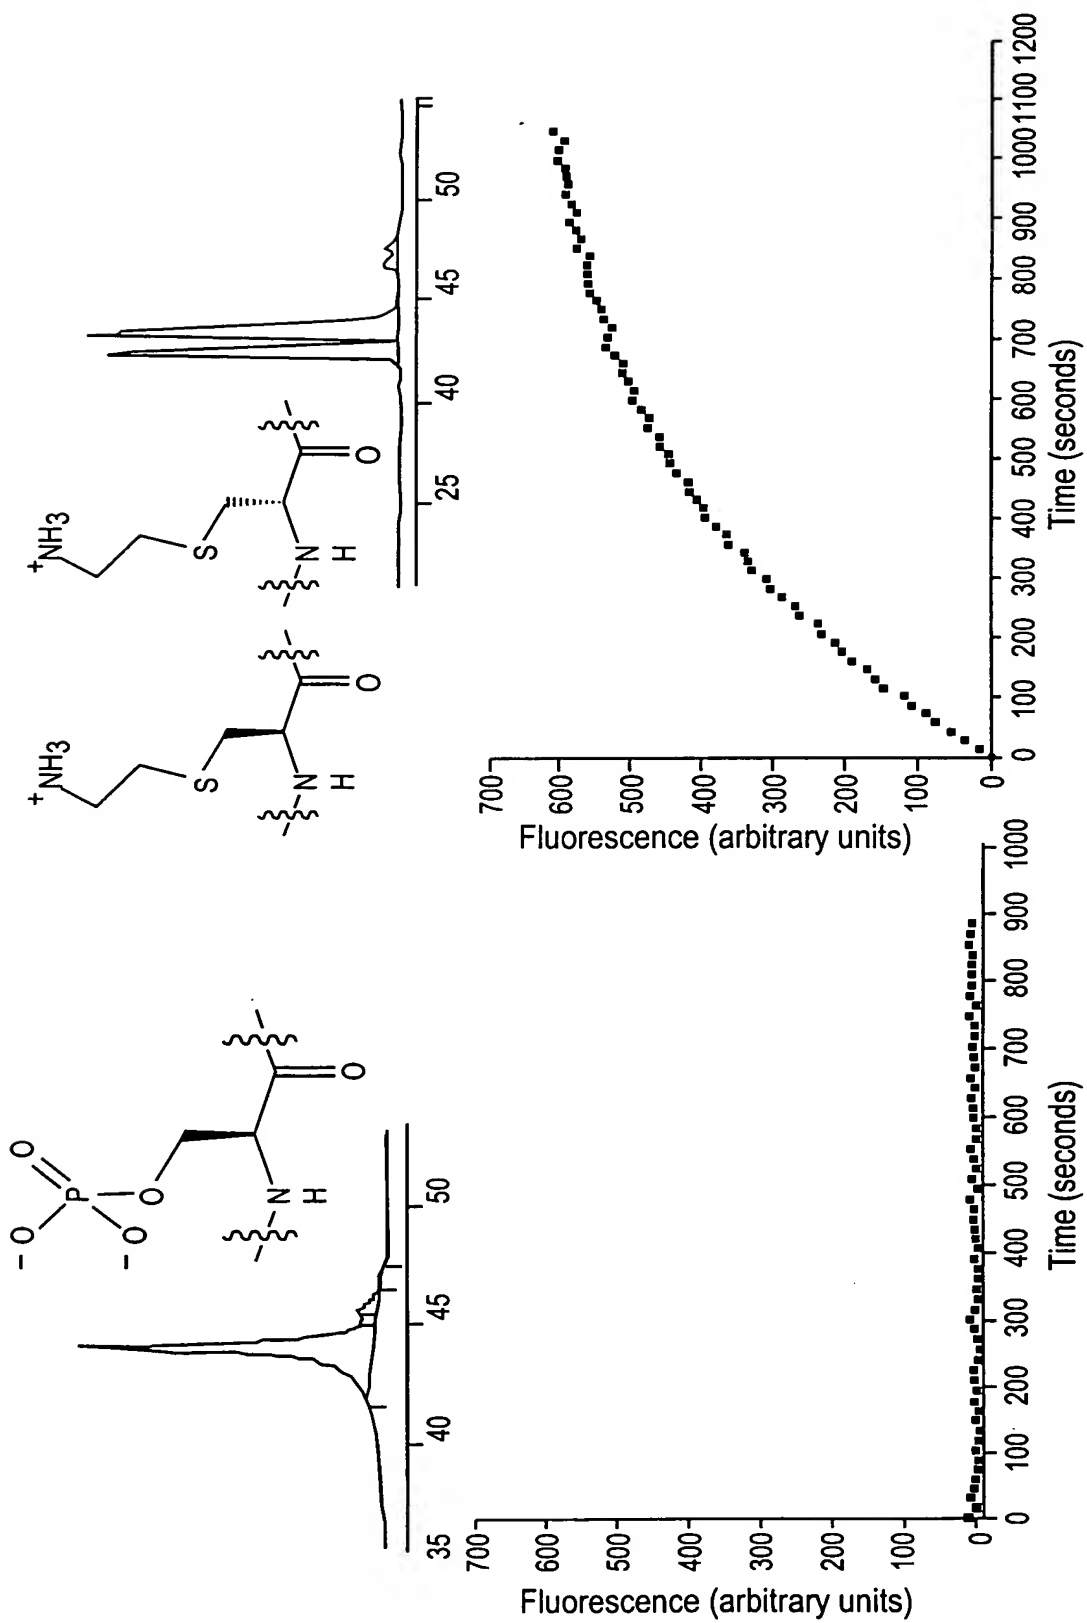 O
- O
P
O
- O
N
H
O
35
40
45
50
+
NH3
S
N
H
O
+
NH3
S
N
H
O
25
40
45
50
Fluorescence (arbitrary units)
700
600
500
400
300
200
100
0
0 100 200 300 400 500 600 700 800 900 1000
Time (seconds)
Fluorescence (arbitrary units)
700
600
500
400
300
200
100
0
0 100 200 300 400 500 600 700 800 900 1000 1100 1200
Time (seconds)